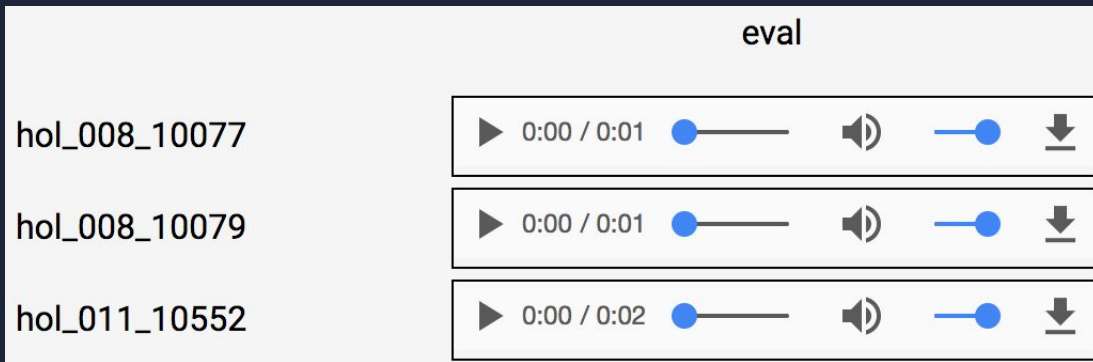 eval
hol_008_10077 0:00 / 0:01
hol_008_10079 0:00 / 0:01
hol_011_10552 0:00 / 0:02